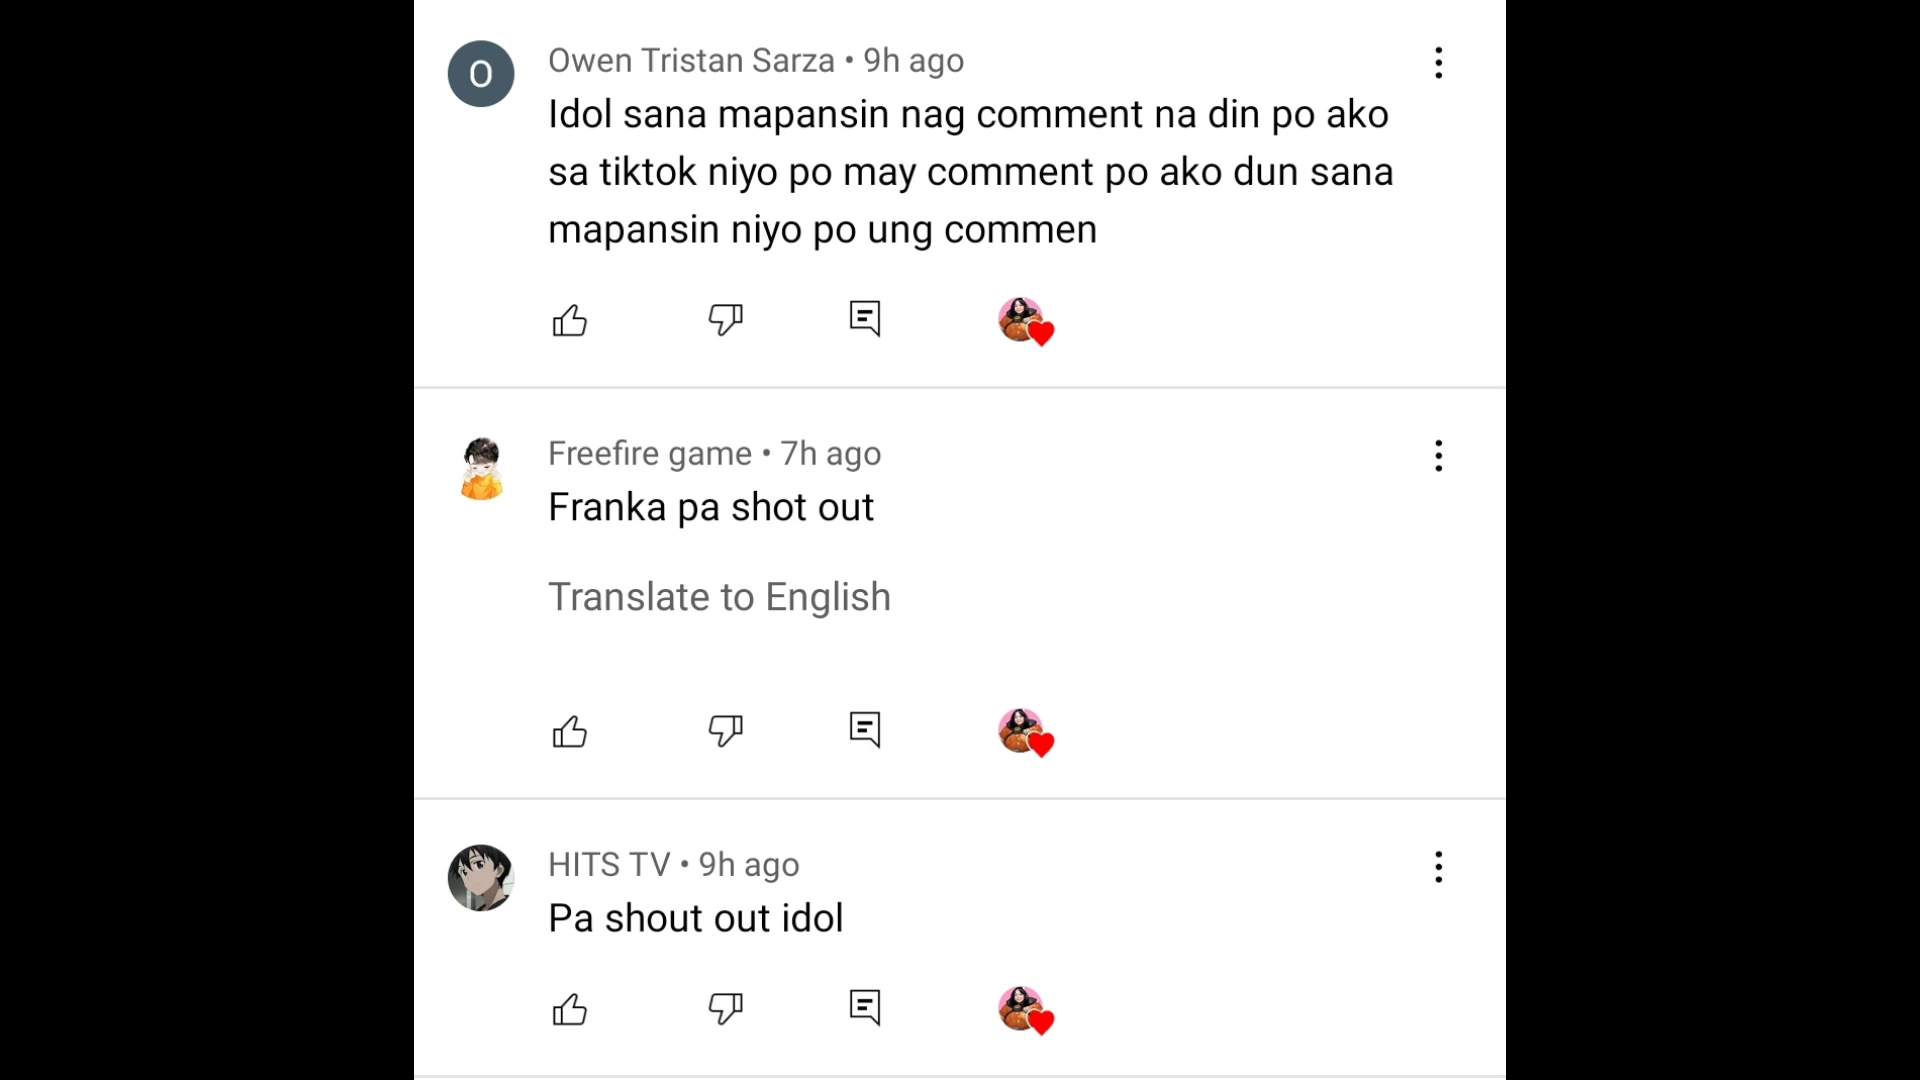 O
Owen Tristan Sarza • 9h ago
Idol sana mapansin nag comment na din po ako
sa tiktok niyo po may comment po ako dun sana
mapansin niyo po ung commen
Freefire game • 7h ago
Franka pa shot out
Translate to English
HITS TV • 9h ago
Pa shout out idol